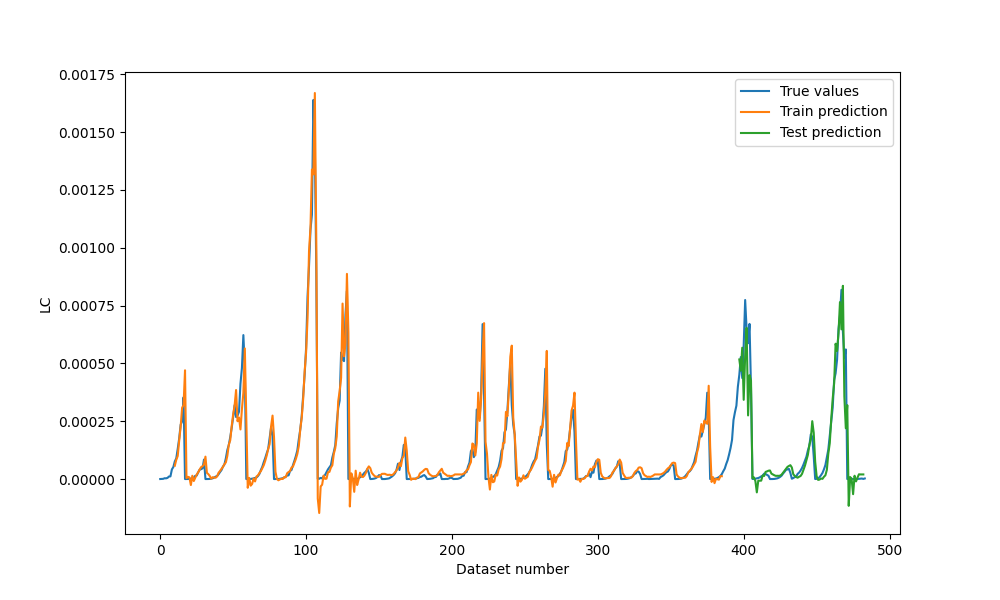 0.00175
0.00150
0.00125
0.00100
0.00075
0.00050
0.00025
0.00000
LC
0 100 200 300 400 500
Dataset number
True values
Train prediction
Test prediction